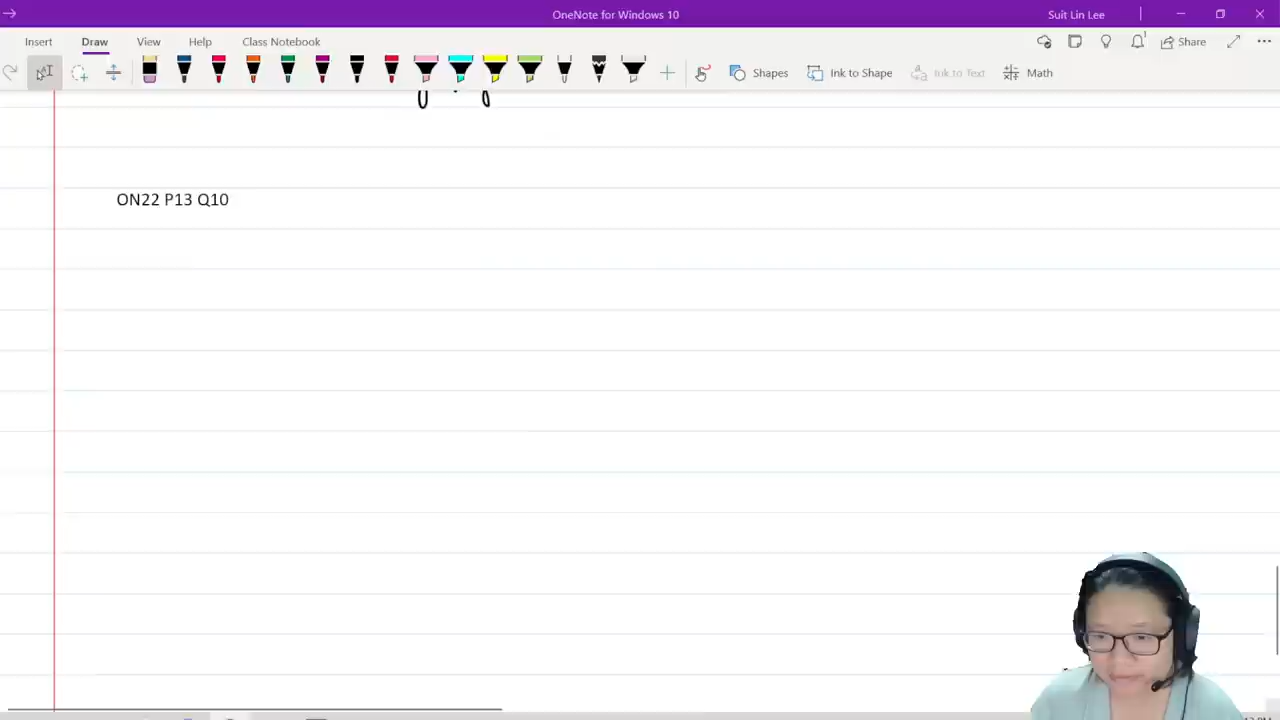 OneNote for Windows 10
Suit Lin Lee
Insert
Draw
View
Help
Class Notebook
Share
Shapes
Ink to Shape
Ink to Text
Math
ON22 P13 Q10